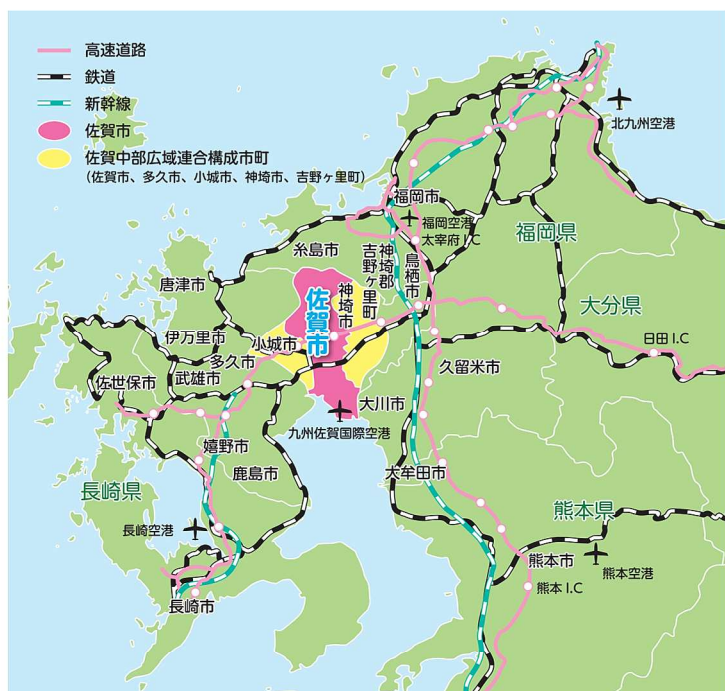 高速道路
鉄道
新幹線
佐賀市
佐賀中部広域連合構成市町
（佐賀市、多久市、小城市、神埼市、吉野ヶ里町）
北九州空港
福岡市
福岡空港
太宰府 I.C
福岡県
糸島市
神埼郡
吉野ヶ里町
鳥栖市
唐津市
神埼市
佐賀市
大分県
伊万里市
小城市
多久市
日田 I.C
佐世保市
武雄市
久留米市
大川市
九州佐賀国際空港
嬉野市
鹿島市
大牟田市
長崎県
長崎空港
熊本県
熊本市
熊本空港
熊本 I.C
長崎市